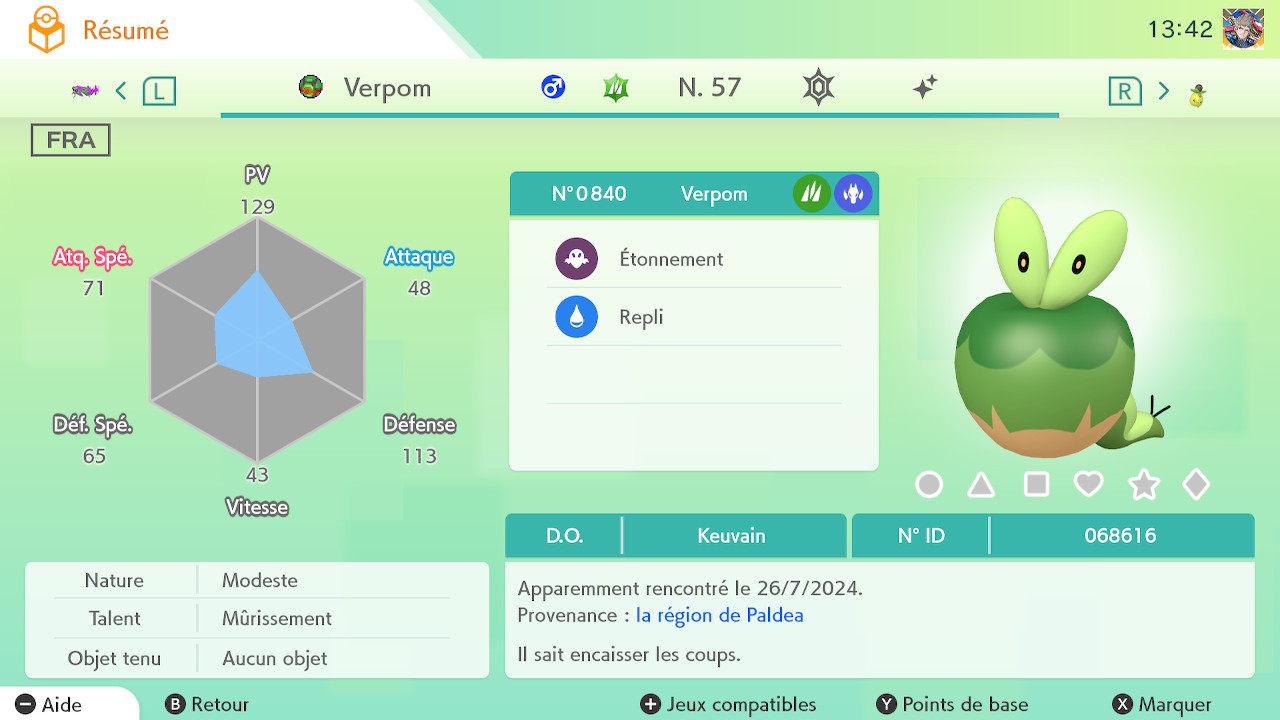 Résumé
13:42
L
Verpom
N. 57
R
FRA
PV
129
Atq. Spé.
71
Attaque
48
Déf. Spé.
65
Défense
113
43
Vitesse
N°0840 Verpom
Étonnement
Repli
D.O. Keuvain
N° ID 068616
Nature Modeste
Talent Mûrissement
Objet tenu Aucun objet
Apparemment rencontré le 26/7/2024.
Provenance : la région de Paldea
Il sait encaisser les coups.
Aide
B Retour
Jeux compatibles
Y Points de base
X Marquer